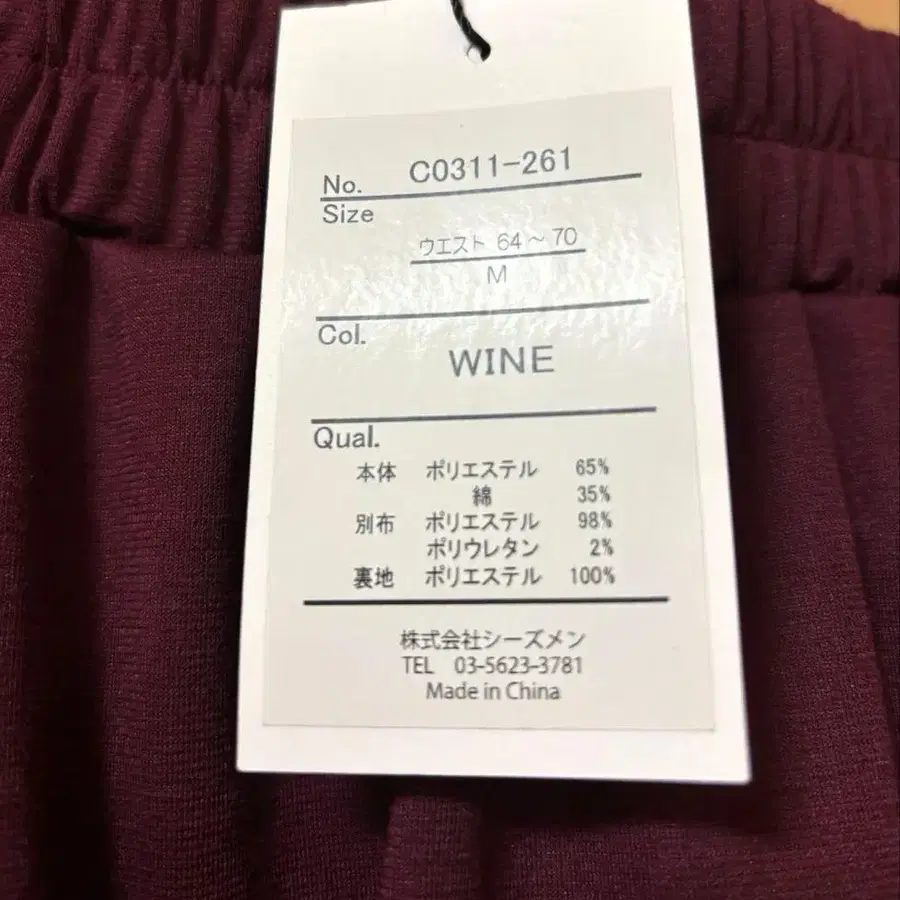 No. C0311-261
Size
ウエスト 64～70
M
Col.
WINE
Qual.
本体 ポリエステル 65%
綿 35%
別布 ポリエステル 98%
ポリウレタン 2%
裏地 ポリエステル 100%
株式会社シーズメン
TEL 03-5623-3781
Made in China